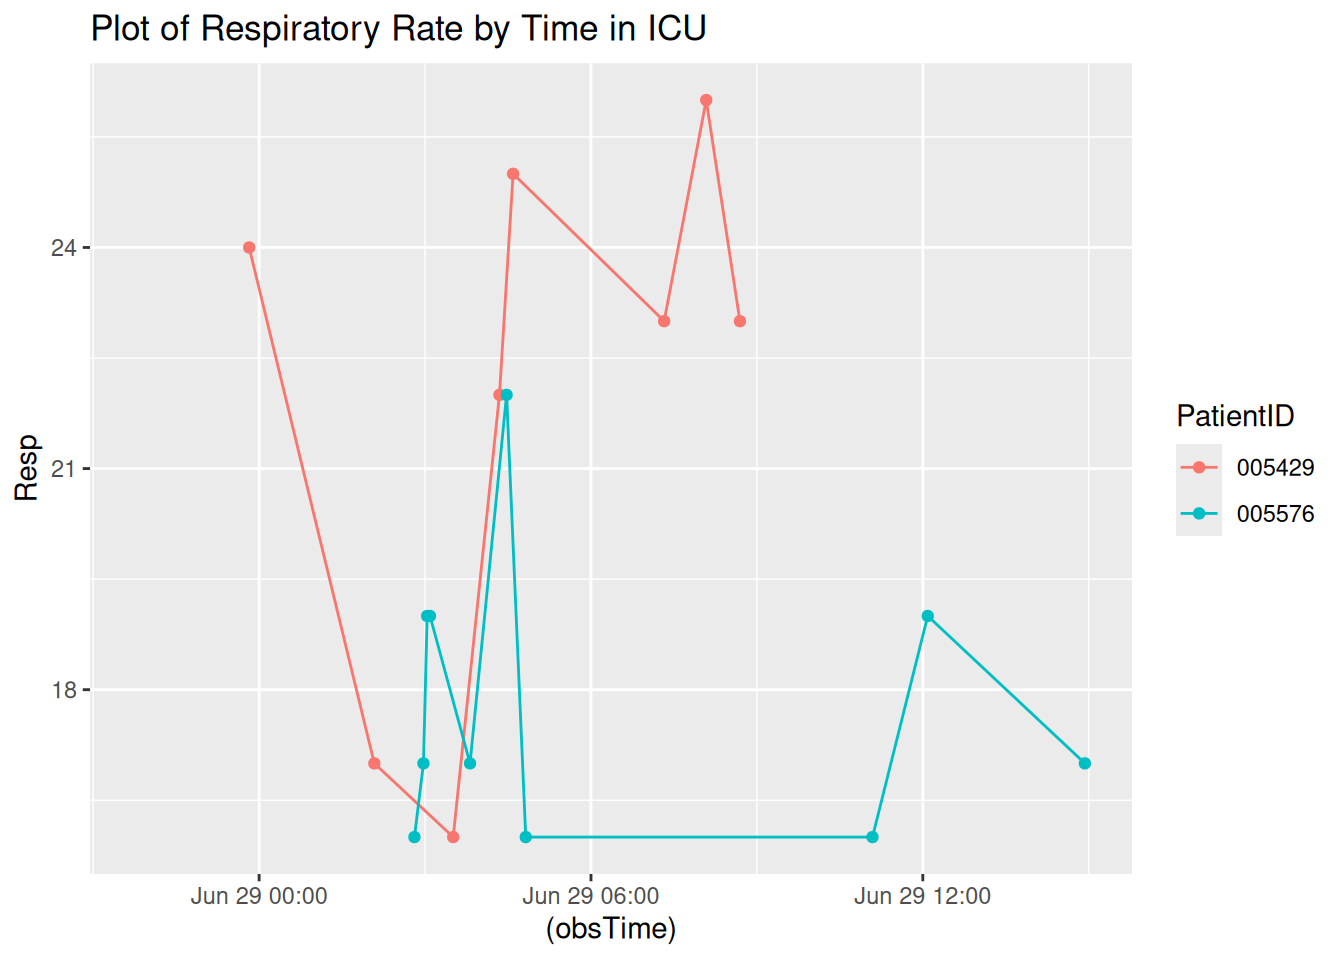 Plot of Respiratory Rate by Time in ICU
24
21
18
Resp
Jun 29 00:00
Jun 29 06:00
Jun 29 12:00
(obsTime)
PatientID
005429
005576